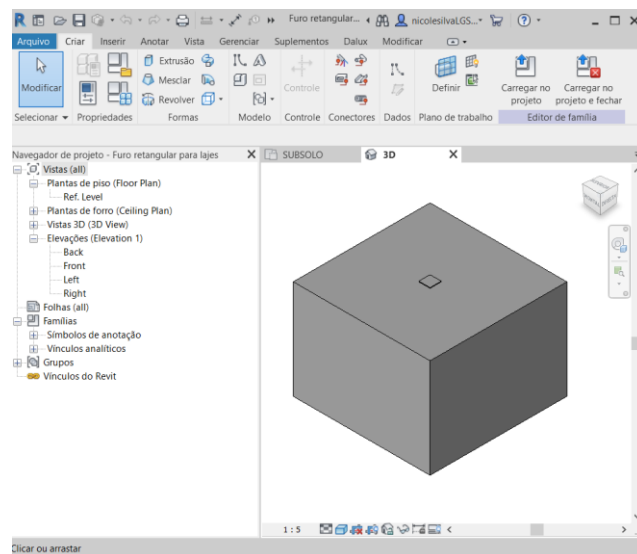 Furo retangular...
nicolesilvaLGS...
Arquivo Criar Inserir Anotar Vista Gerenciar Suplementos Dalux Modificar
Modificar
Extrusão
Mesclar
Revolver
Controle
Definir
Carregar no projeto
Carregar no projeto e fechar
Selecionar Propriedades Formas Modelo Controle Conectores Dados Plano de trabalho Editor de família
Navegador de projeto - Furo retangular para lajes
SUBSOLO
3D
Vistas (all)
Plantas de piso (Floor Plan)
Ref. Level
Plantas de forro (Ceiling Plan)
Vistas 3D (3D View)
Elevações (Elevation 1)
Back
Front
Left
Right
Folhas (all)
Famílias
Símbolos de anotação
Vínculos analíticos
Grupos
Vínculos do Revit
1:5
Clicar ou arrastar